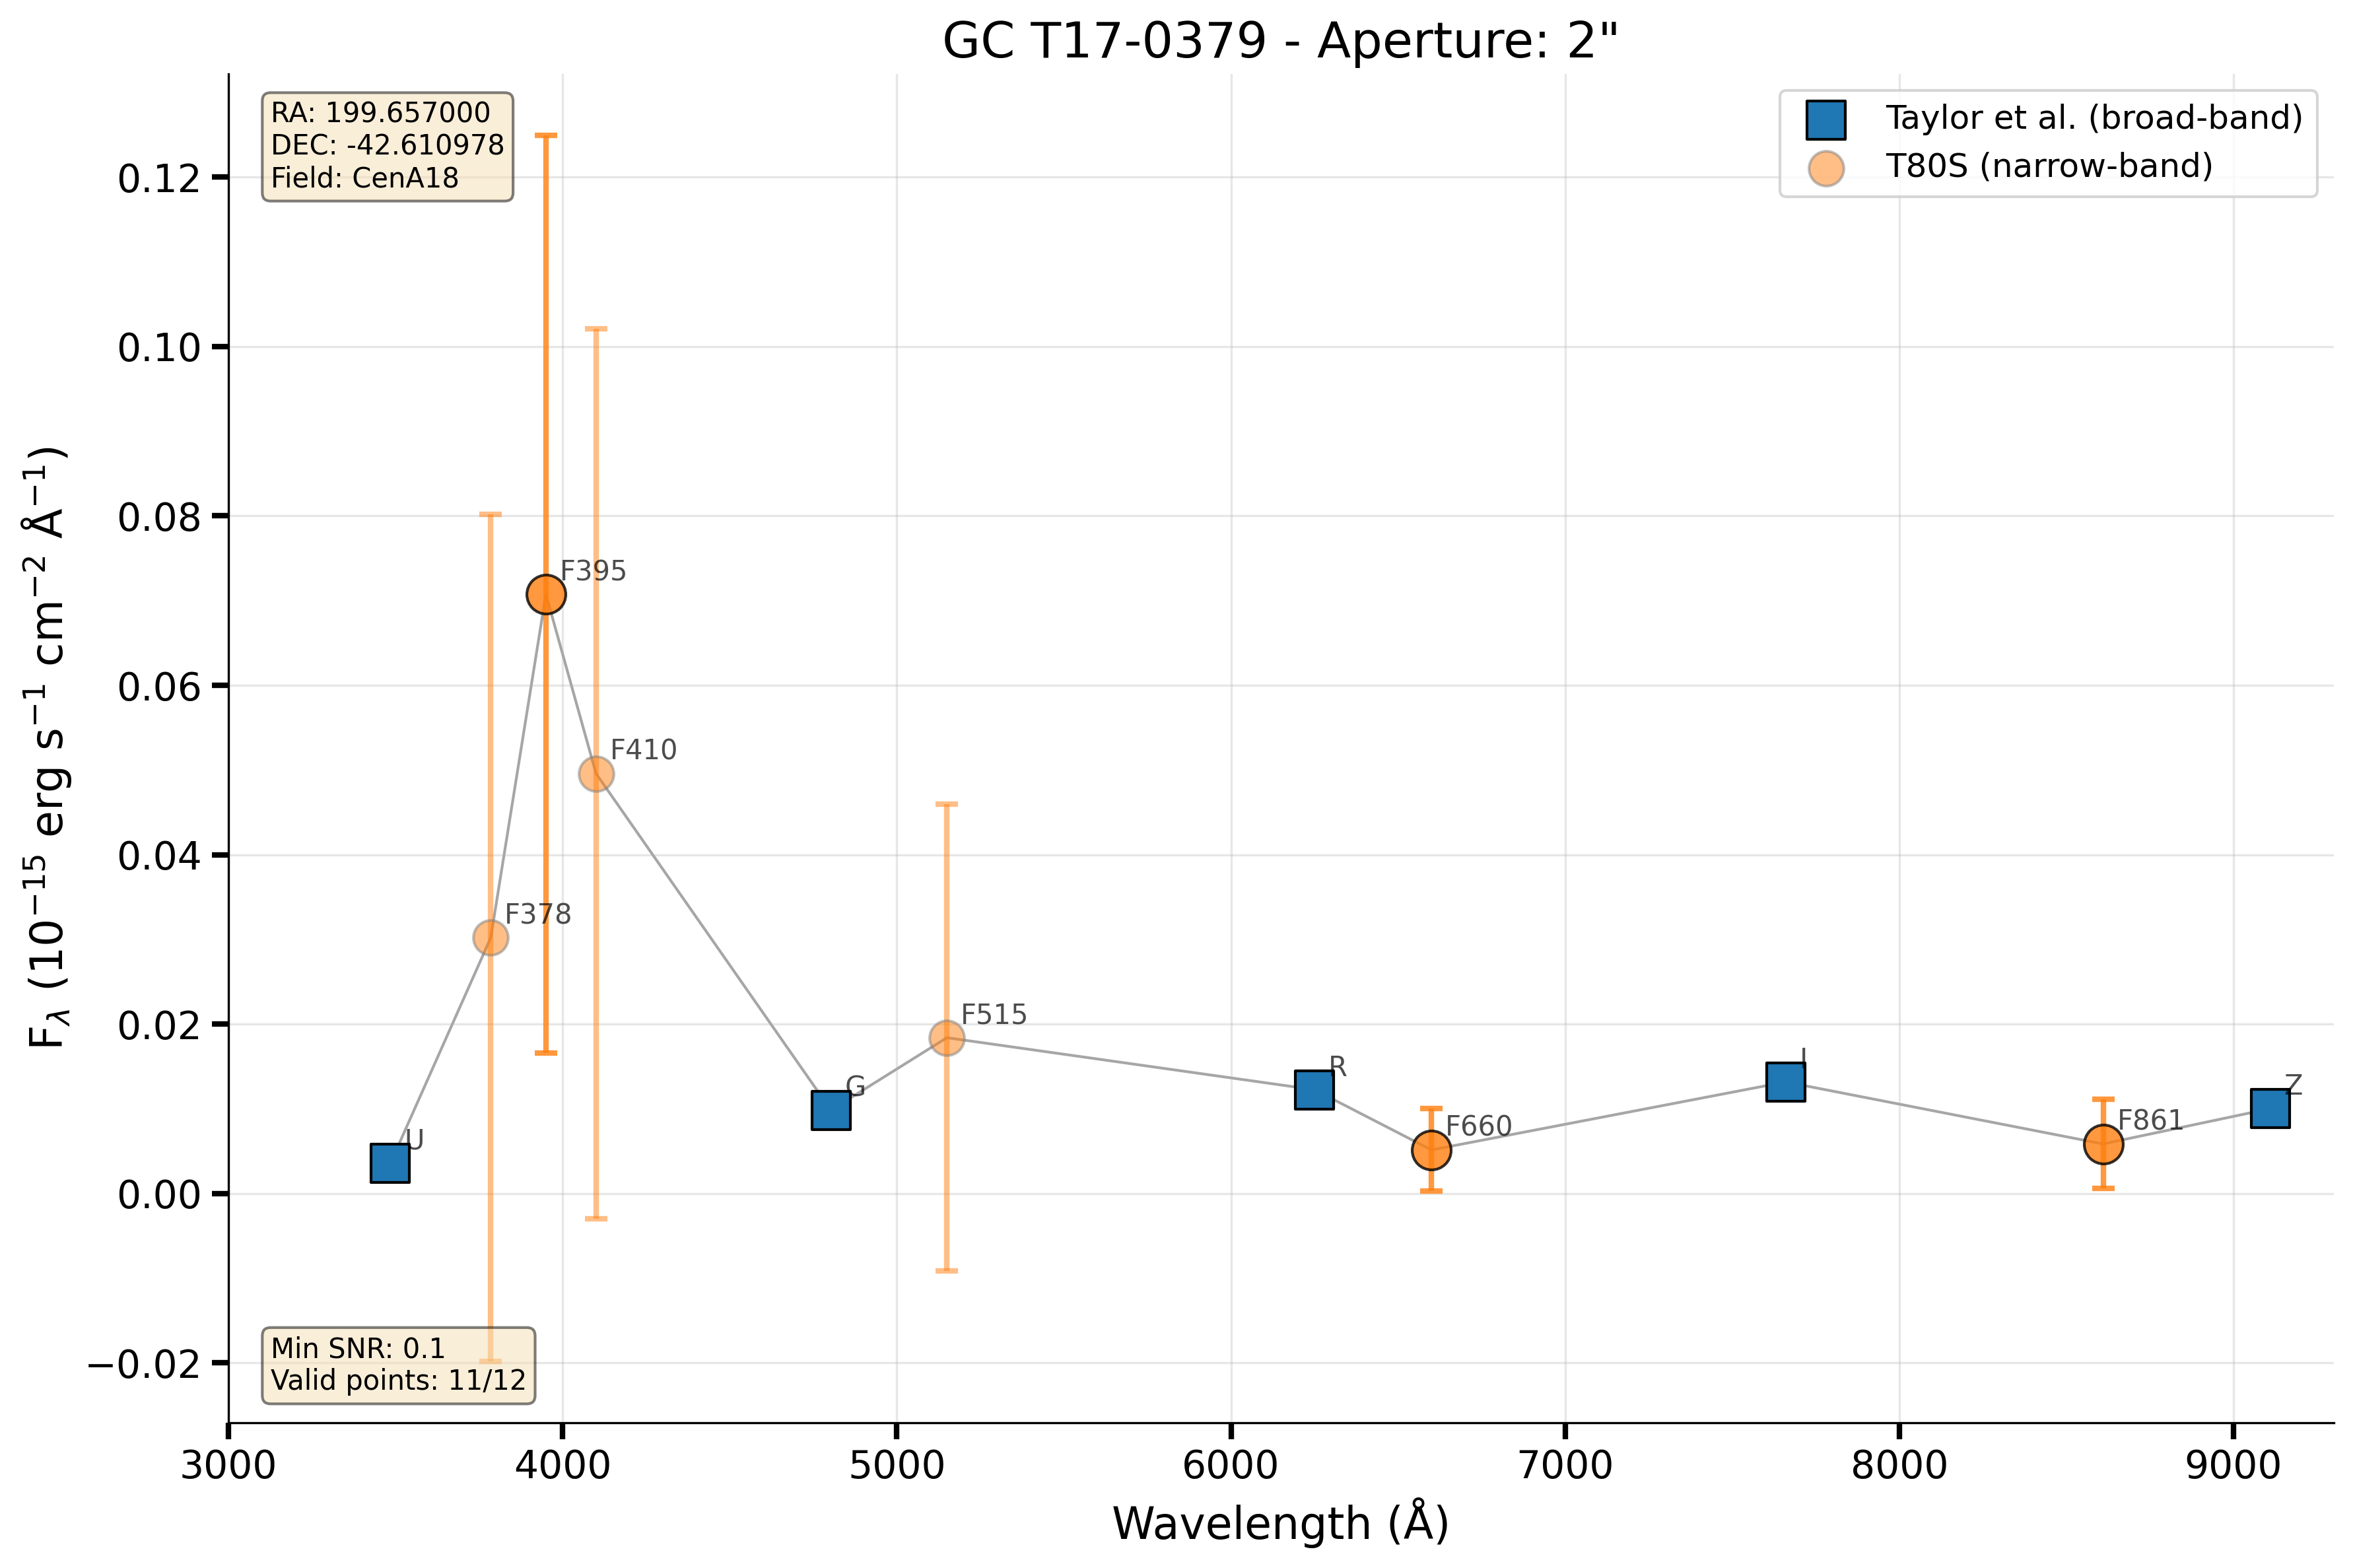 GC T17-0379 - Aperture: 2"
RA: 199.657000
DEC: -42.610978
Field: CenA18
Taylor et al. (broad-band)
T80S (narrow-band)
0.12
0.10
0.08
0.06
0.04
0.02
0.00
−0.02
F$_λ$ (10$^{-15}$ erg s$^{-1}$ cm$^{-2}$ Å$^{-1}$)
F395
F410
F378
F515
U
G
R
F660
I
F861
Z
Min SNR: 0.1
Valid points: 11/12
3000 4000 5000 6000 7000 8000 9000
Wavelength (Å)